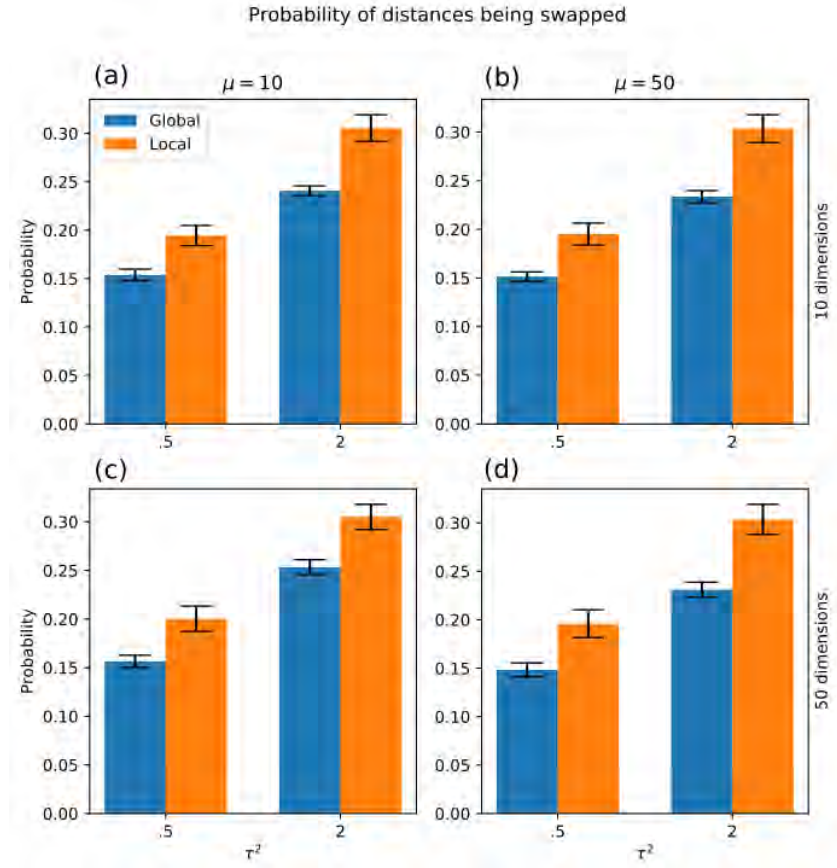 Probability of distances being swapped
(a) μ = 10
(b) μ = 50
Global
Local
Probability
0.30
0.25
0.20
0.15
0.10
0.05
0.00
.5 2
0.30
0.25
0.20
0.15
0.10
0.05
0.00
.5 2
10 dimensions
(c)
(d)
Probability
0.30
0.25
0.20
0.15
0.10
0.05
0.00
.5 2
τ²
0.30
0.25
0.20
0.15
0.10
0.05
0.00
.5 2
τ²
50 dimensions.